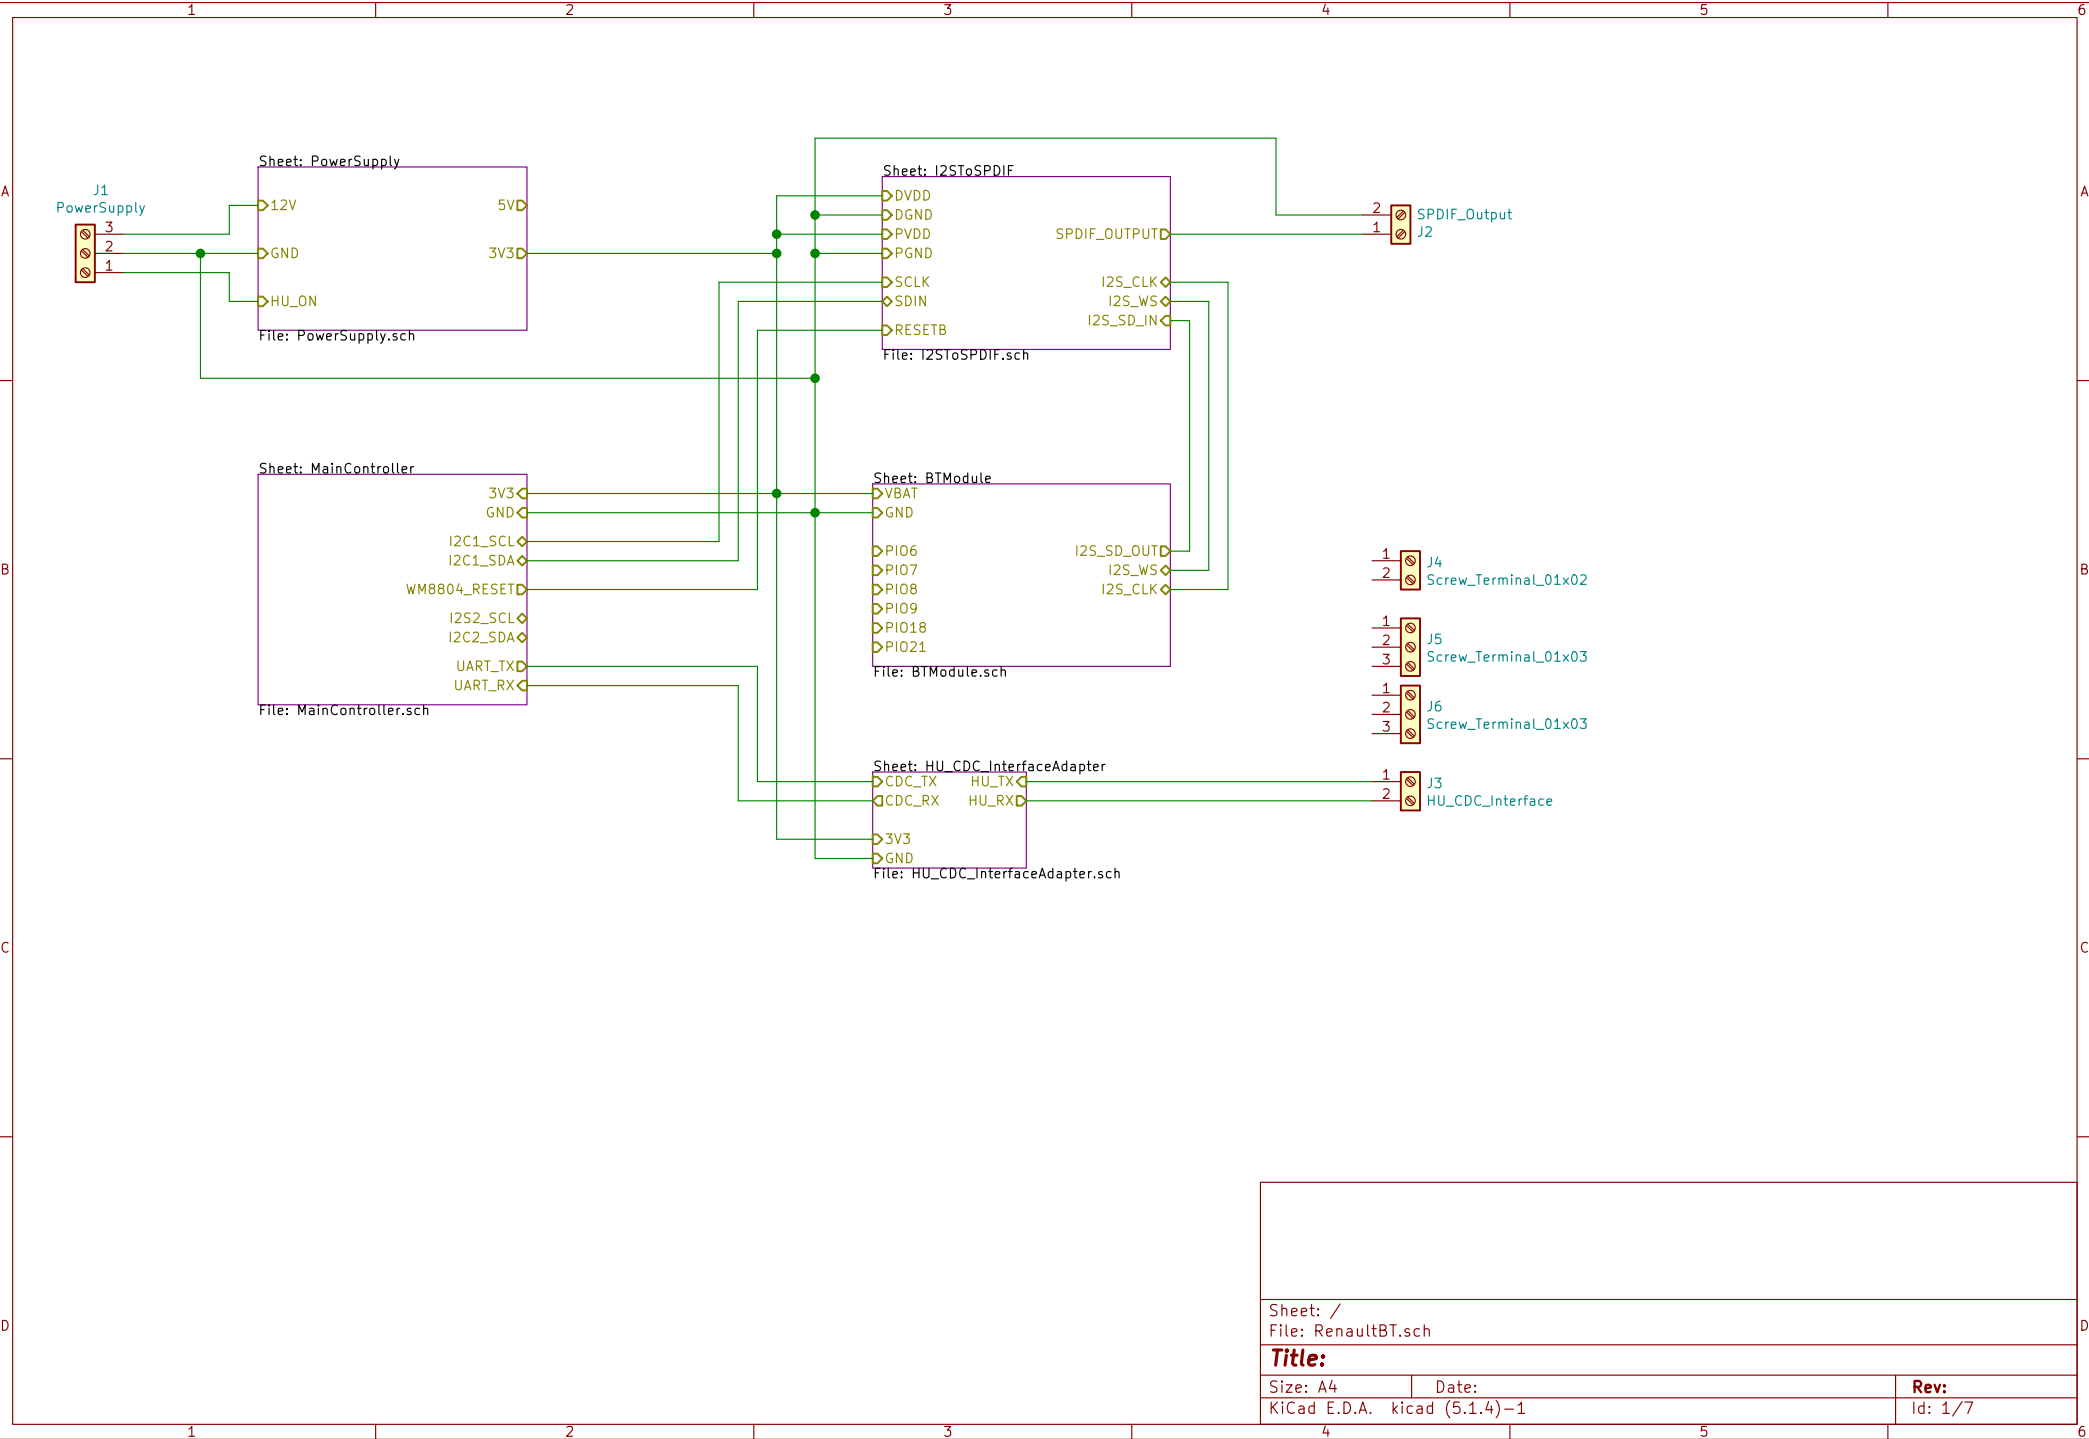 1 2 3 4 5 6
A A
B B
C C
D D
J1
PowerSupply
3
2
1
Sheet: PowerSupply
12V
GND
HU_ON
5V
3V3
File: PowerSupply.sch
Sheet: I2SToSPDIF
DVDD
DGND
PVDD
PGND
SCLK
SDIN
RESETB
SPDIF_OUTPUT
I2S_CLK
I2S_WS
I2S_SD_IN
File: I2SToSPDIF.sch
2
1
SPDIF_Output
J2
Sheet: MainController
3V3
GND
I2C1_SCL
I2C1_SDA
WM8804_RESET
I2S2_SCL
I2C2_SDA
UART_TX
UART_RX
File: MainController.sch
Sheet: BTModule
VBAT
GND
PIO6
PIO7
PIO8
PIO9
PIO18
PIO21
I2S_SD_OUT
I2S_WS
I2S_CLK
File: BTModule.sch
1
2
J4
Screw_Terminal_01x02
1
2
3
J5
Screw_Terminal_01x03
1
2
3
J6
Screw_Terminal_01x03
Sheet: HU_CDC_InterfaceAdapter
CDC_TX
CDC_RX
3V3
GND
HU_TX
HU_RX
File: HU_CDC_InterfaceAdapter.sch
1
2
J3
HU_CDC_Interface
Sheet: /
File: RenaultBT.sch
Title:
Size: A4 Date: Rev:
KiCad E.D.A. kicad (5.1.4)-1 Id: 1/7
1 2 3 4 5 6